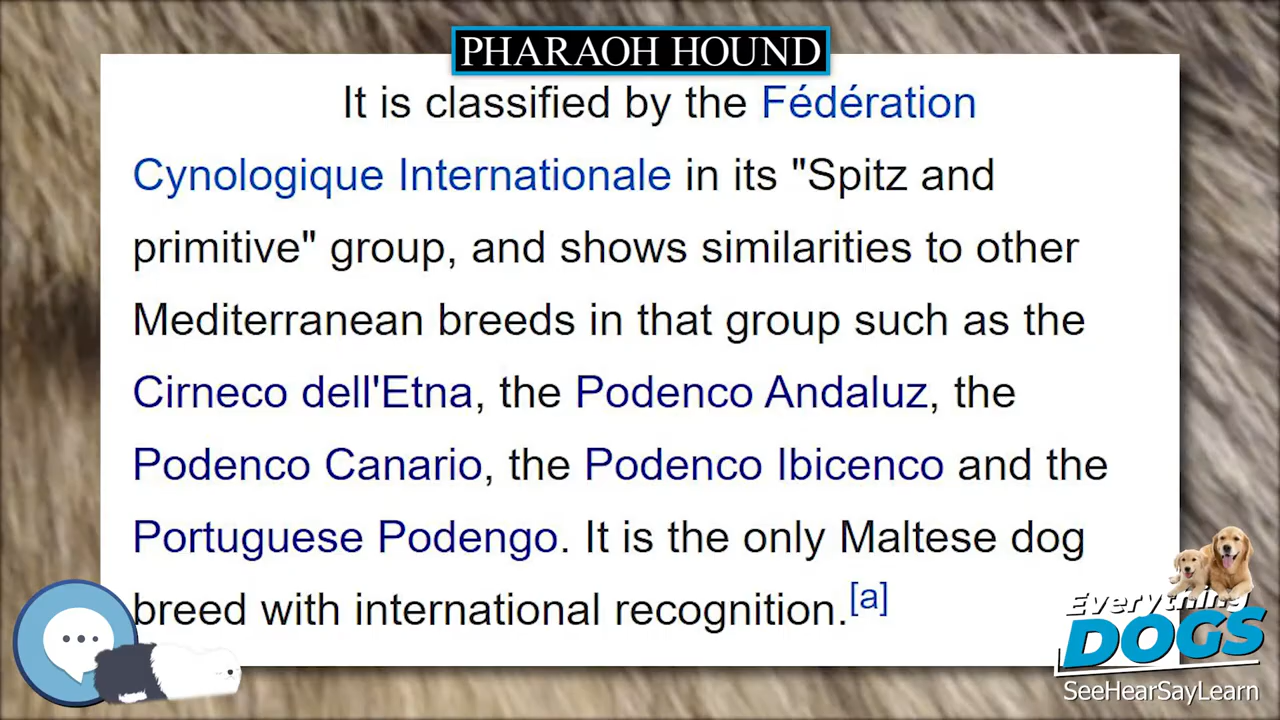 PHARAOH HOUND
It is classified by the Fédération
Cynologique Internationale in its "Spitz and
primitive" group, and shows similarities to other
Mediterranean breeds in that group such as the
Cirneco dell'Etna, the Podenco Andaluz, the
Podenco Canario, the Podenco Ibicenco and the
Portuguese Podengo. It is the only Maltese dog
breed with international recognition.[a]
Everything
DOGS
SeeHearSayLearn